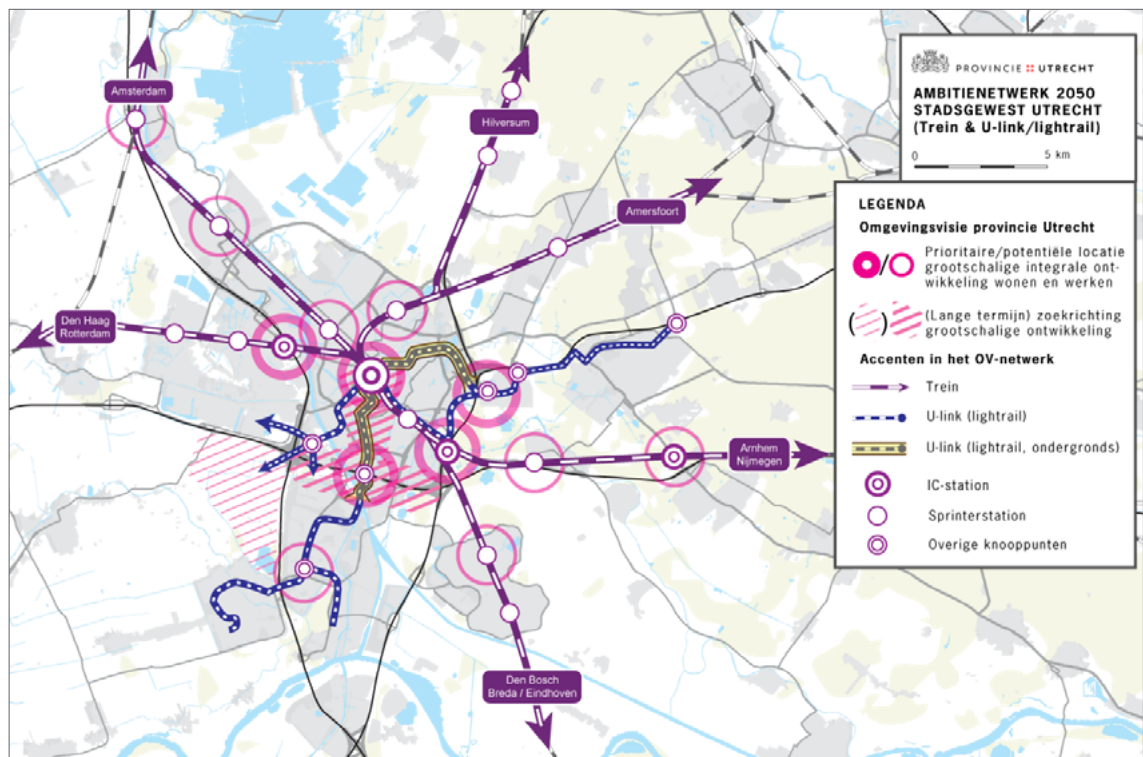 Amsterdam
Hilversum
Amersfoort
Den Haag
Rotterdam
Arnhem
Nijmegen
Den Bosch
Breda / Eindhoven
PROVINCIE UTRECHT
AMBITIENETWERK 2050
STADSGEWEST UTRECHT
(Trein & U-link/lightrail)
0 5 km
LEGENDA
Omgevingsvisie provincie Utrecht
Prioritaire/potentiële locatie
grootschalige integrale ont-
wikkeling wonen en werken
(Lange termijn) zoekrichting
grootschalige ontwikkeling
Accenten in het OV-netwerk
Trein
U-link (lightrail)
U-link (lightrail, ondergronds)
IC-station
Sprinterstation
Overige knooppunten